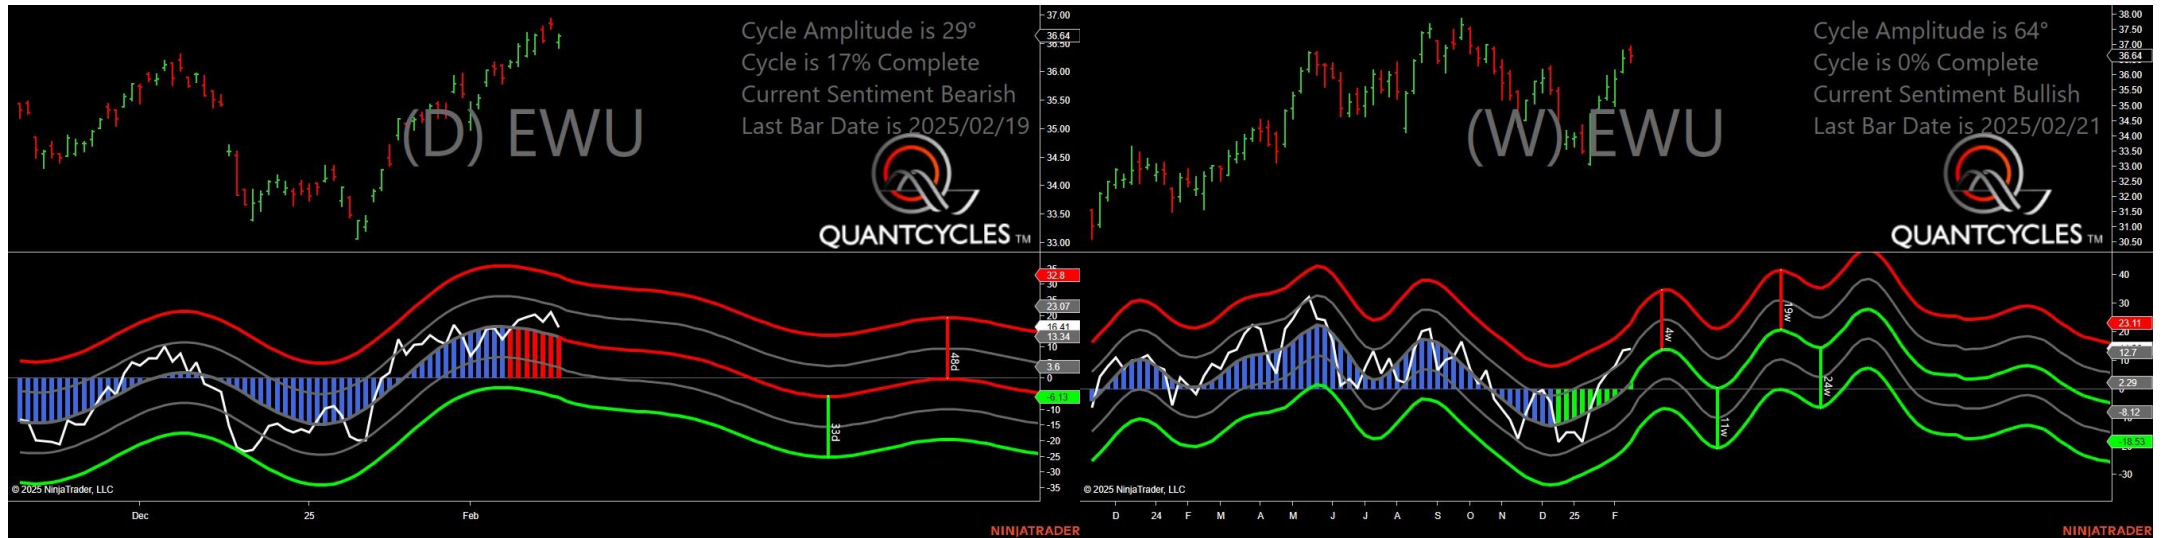 Cycle Amplitude is 29°
Cycle is 17% Complete
Current Sentiment Bearish
Last Bar Date is 2025/02/19
(D) EWU
QUANTCYCLES TM
37.00
36.64
36.50
36.00
35.50
35.00
34.50
34.00
33.50
33.00
35
32.8
30
25
23.07
20
16.41
13.34
10
5
3.6
0
-6.13
-10
-15
-20
-25
-30
-35
33d
48d
© 2025 NinjaTrader, LLC
Dec
25
Feb
NINJATRADER
Cycle Amplitude is 64°
Cycle is 0% Complete
Current Sentiment Bullish
Last Bar Date is 2025/02/21
(W) EWU
QUANTCYCLES TM
38.00
37.50
37.00
36.64
36.00
35.50
35.00
34.50
34.00
33.50
33.00
32.50
32.00
31.50
31.00
30.50
40
30
23.11
20
12.7
10
2.29
0
-8.12
-18.53
-30
4w
11w
19w
24w
© 2025 NinjaTrader, LLC
D
24
F
M
A
M
J
J
A
S
O
N
D
25
F
NINJATRADER